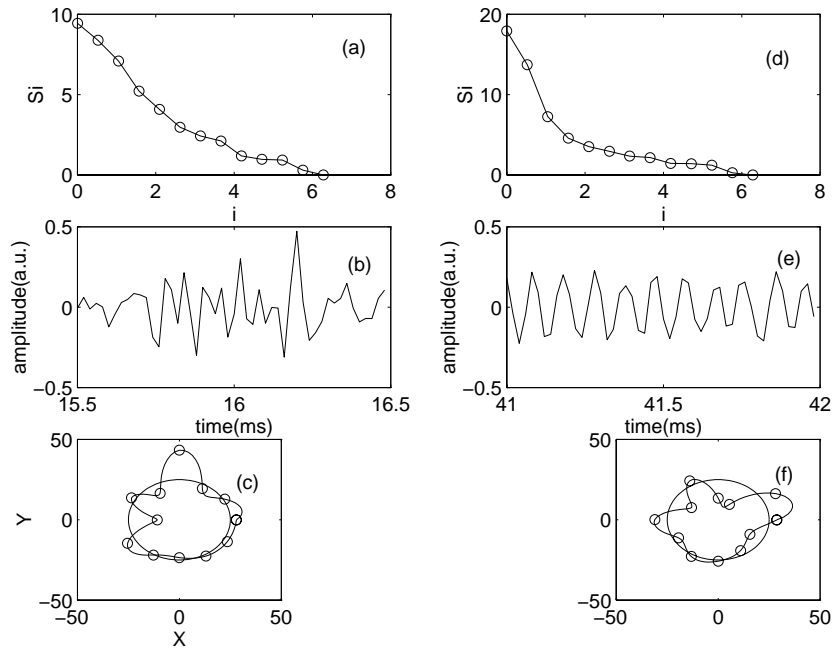 10
5
0
Si
(a)
0 2 4 6 8
i
20
10
0
Si
(d)
0 2 4 6 8
i
0.5
0
−0.5
amplitude(a.u.)
(b)
15.5 16 16.5
time(ms)
0.5
0
−0.5
amplitude(a.u.)
(e)
41 41.5 42
time(ms)
50
0
−50
Y
(c)
−50 0 50
X
50
0
−50
(f)
−50 0 50